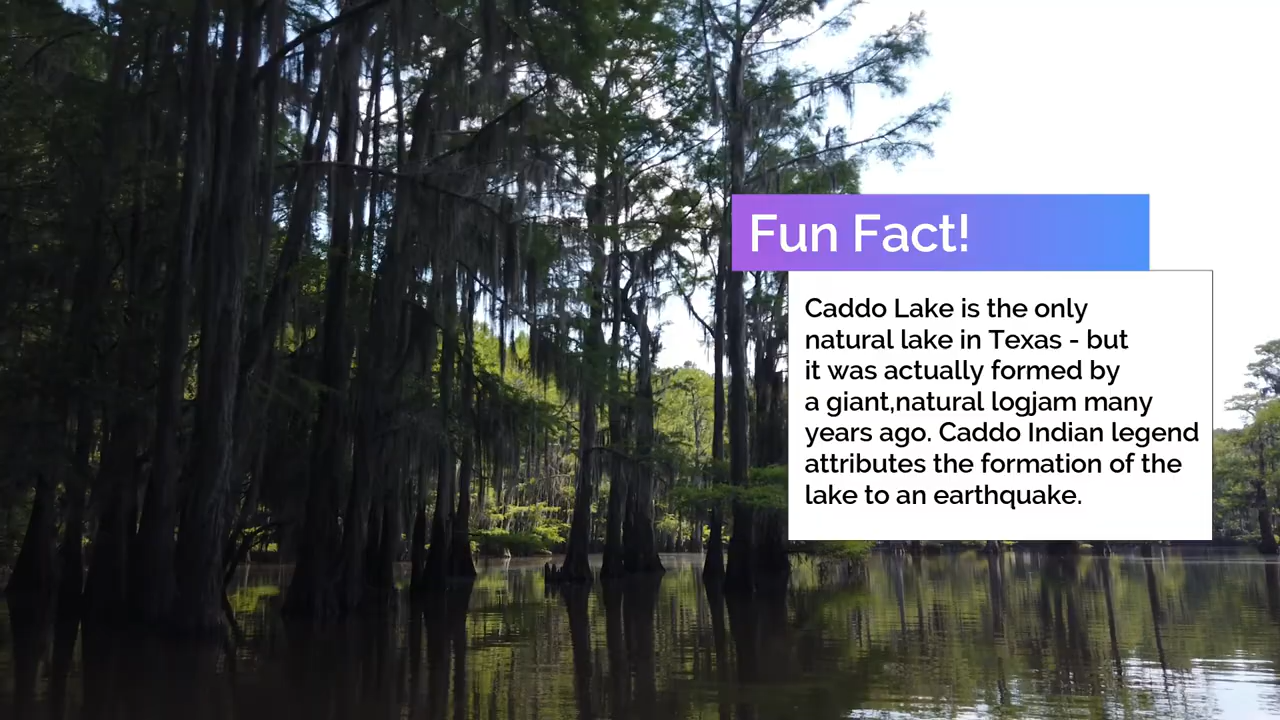 Fun Fact!
Caddo Lake is the only
natural lake in Texas - but
it was actually formed by
a giant,natural logjam many
years ago. Caddo Indian legend
attributes the formation of the
lake to an earthquake.